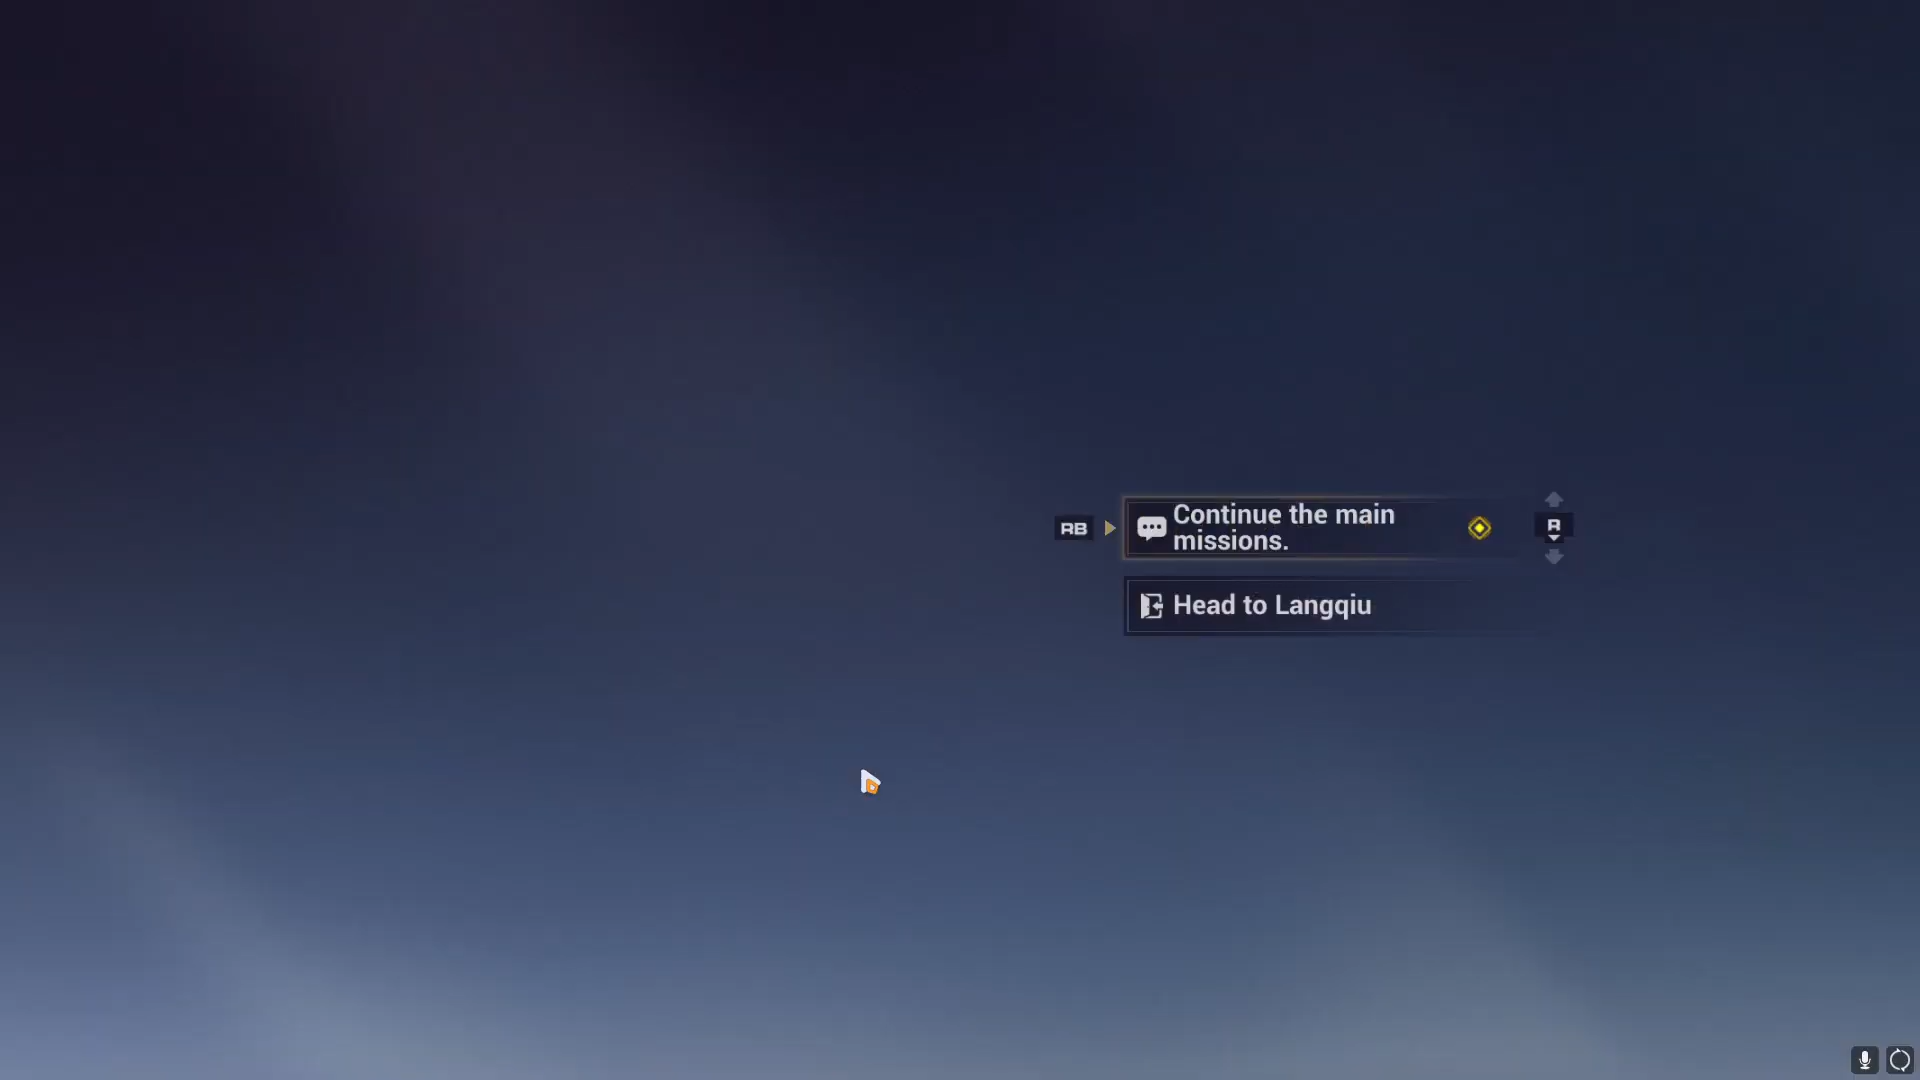 RB
Continue the main
missions.
R
Head to Langqiu